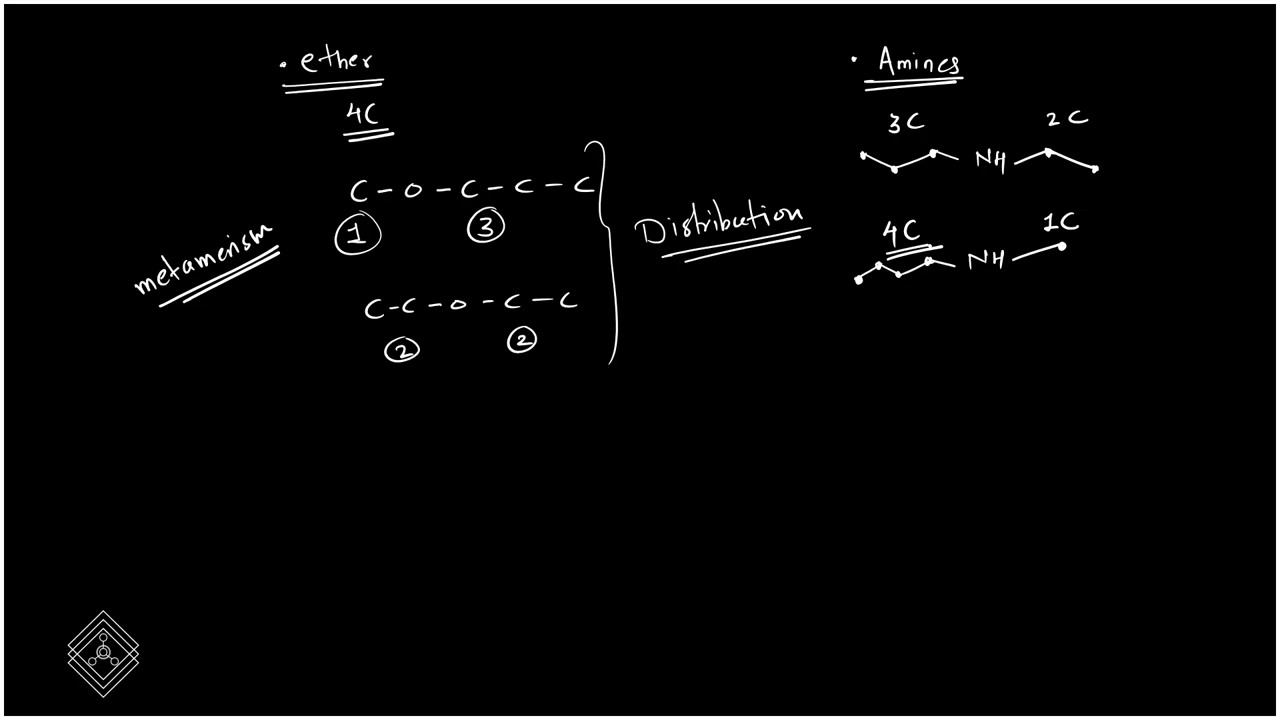 · ether
4C
C - O - C - C - C
1 3
metamerism
C - C - O - C - C
2 2
Distribution
· Amines
3C 2C
NH
4C 1C
NH